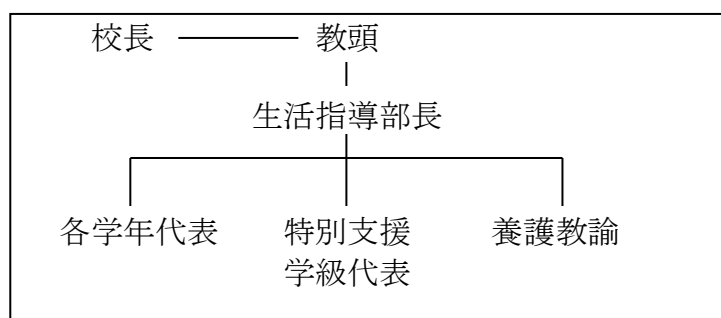 校長 教頭
生活指導部長
各学年代表 特別支援 養護教諭
学級代表